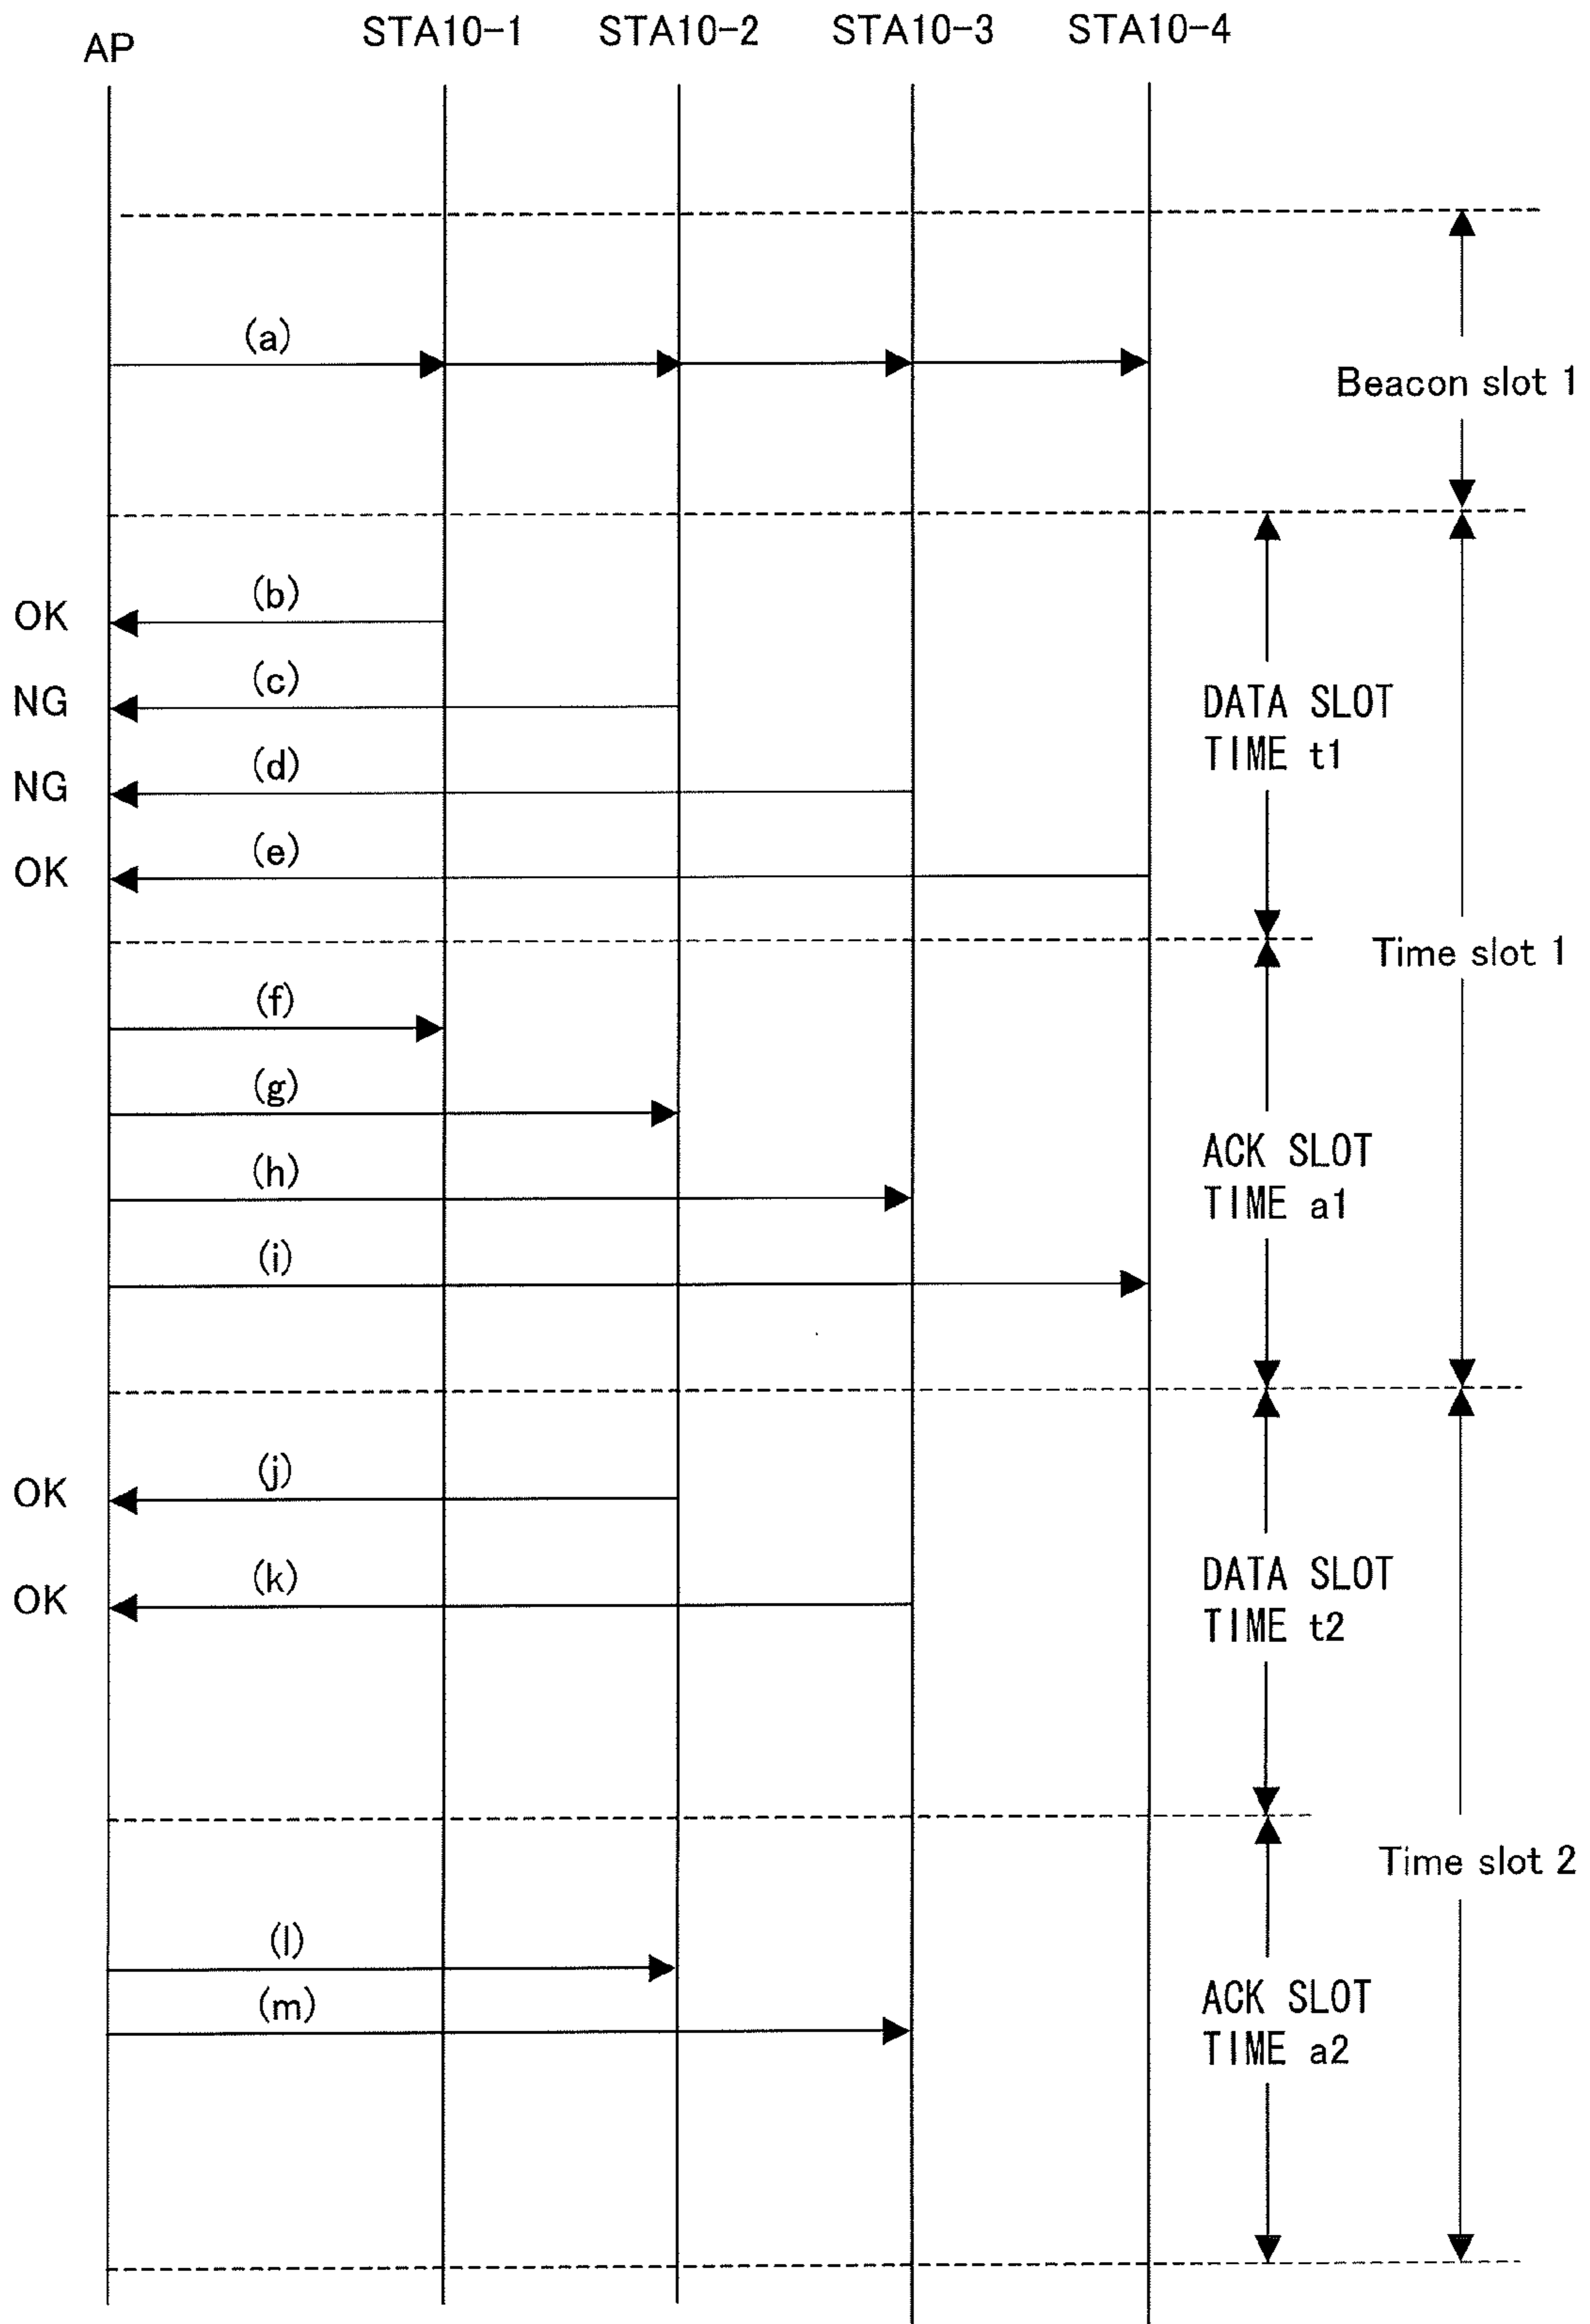 AP
STA10-1
STA10-2
STA10-3
STA10-4
(a)
Beacon slot 1
OK
(b)
NG
(c)
DATA SLOT
TIME t1
NG
(d)
OK
(e)
Time slot 1
(f)
(g)
(h)
ACK SLOT
TIME a1
(i)
OK
(j)
OK
(k)
DATA SLOT
TIME t2
Time slot 2
(l)
(m)
ACK SLOT
TIME a2